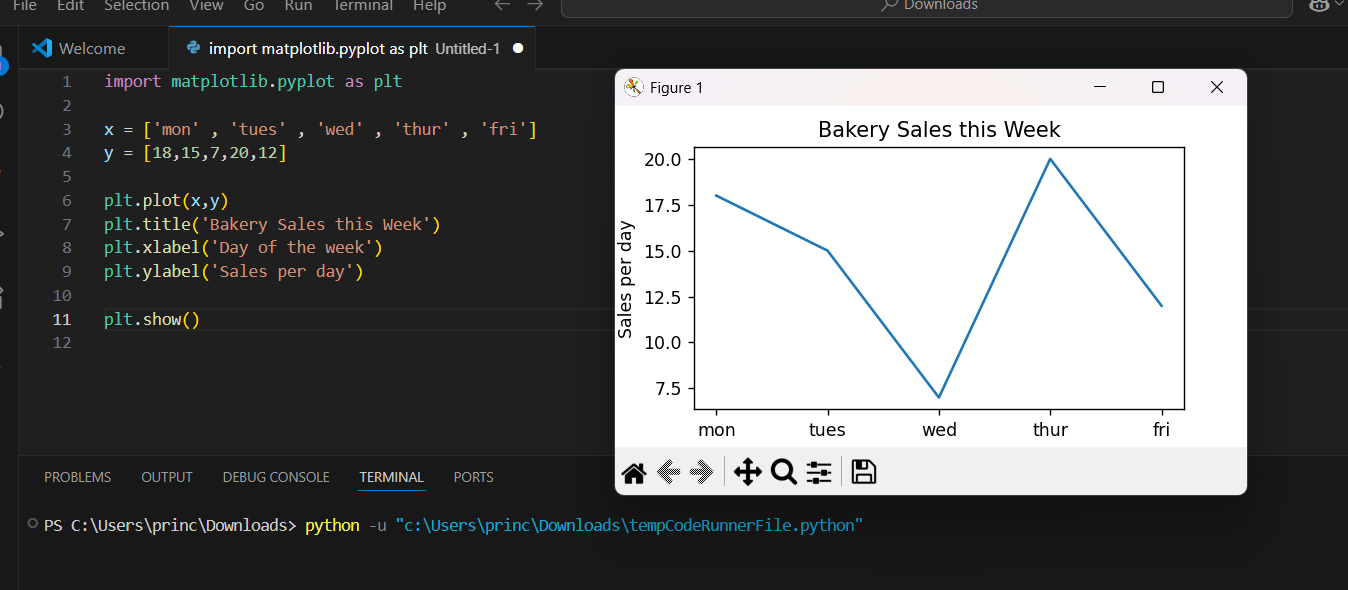 File Edit Selection View Go Run Terminal Help Downloads
Welcome import matplotlib.pyplot as plt Untitled-1
1 import matplotlib.pyplot as plt
2
3 x = ['mon' , 'tues' , 'wed' , 'thur' , 'fri']
4 y = [18,15,7,20,12]
5
6 plt.plot(x,y)
7 plt.title('Bakery Sales this Week')
8 plt.xlabel('Day of the week')
9 plt.ylabel('Sales per day')
10
11 plt.show()
12
Figure 1
Bakery Sales this Week
Sales per day
20.0
17.5
15.0
12.5
10.0
7.5
mon tues wed thur fri
PROBLEMS OUTPUT DEBUG CONSOLE TERMINAL PORTS
PS C:\Users\princ\Downloads> python -u "c:\Users\princ\Downloads\tempCodeRunnerFile.python"